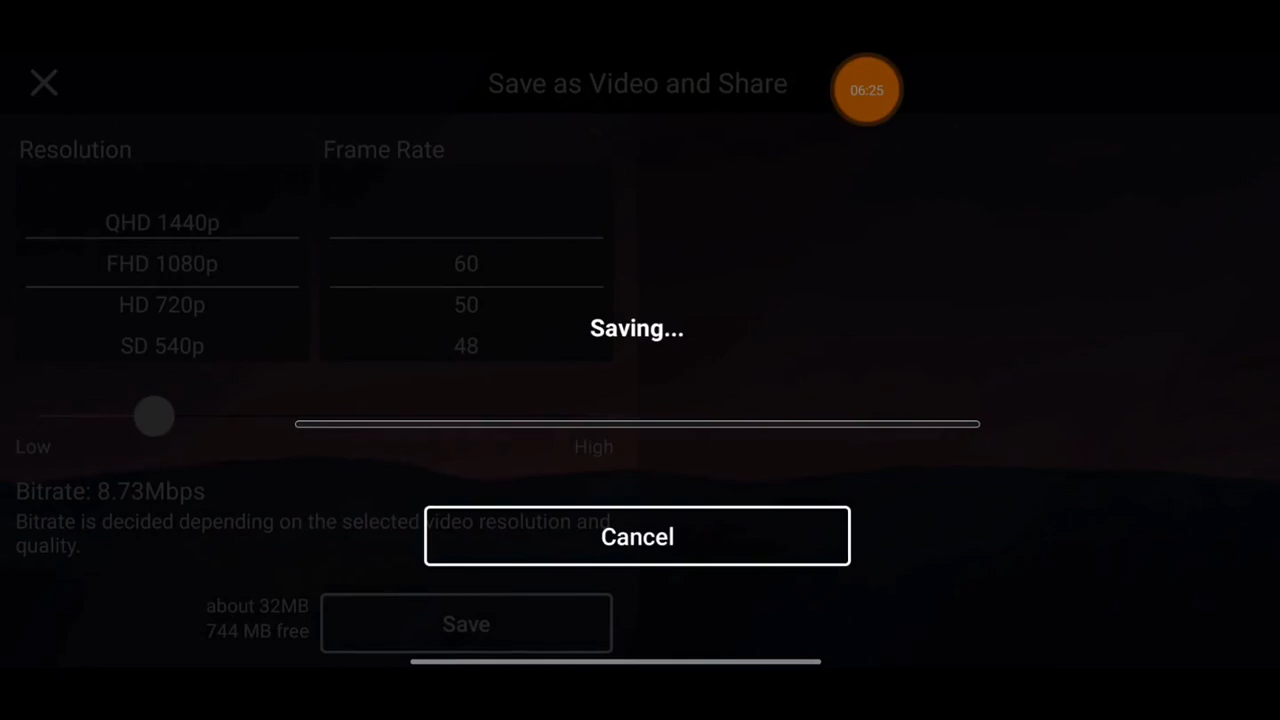 Save as Video and Share
06:25
Resolution
Frame Rate
QHD 1440p
FHD 1080p
60
HD 720p
50
SD 540p
48
Saving...
Low
High
Bitrate: 8.73Mbps
Bitrate is decided depending on the selected video resolution and
quality.
Cancel
about 32MB
744 MB free
Save